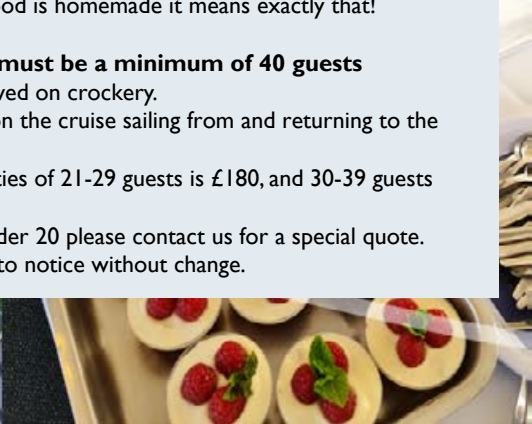 ood is homemade it means exactly that!
must be a minimum of 40 guests
ved on crockery.
on the cruise sailing from and returning to the
ties of 21-29 guests is £180, and 30-39 guests
der 20 please contact us for a special quote.
to notice without change.